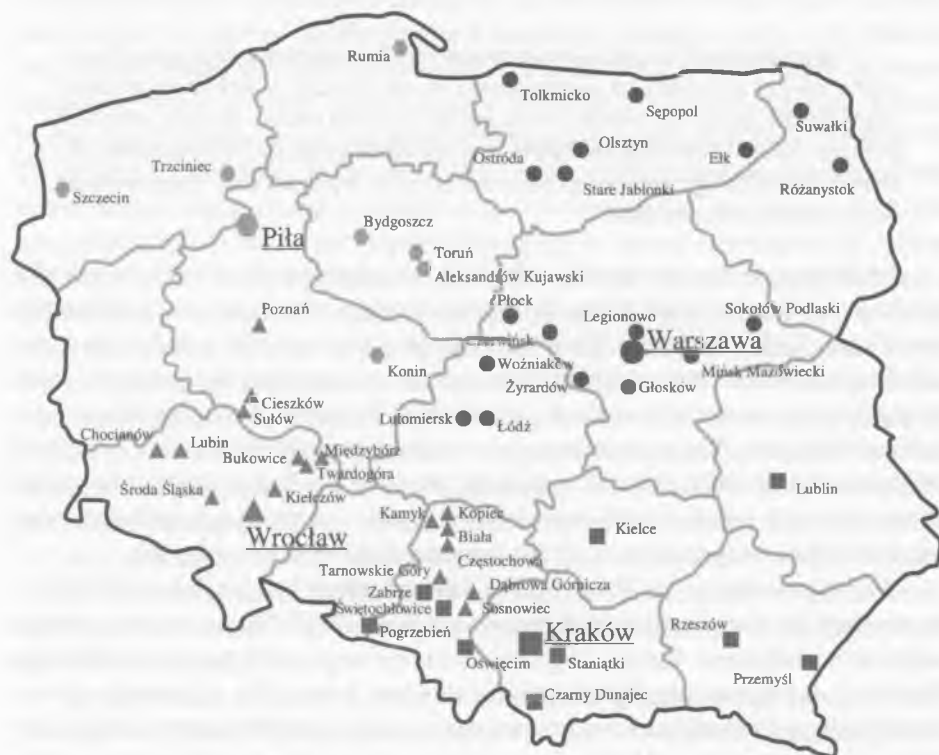 Rumia
Tolkmicko
Sępopol
Suwałki
Olsztyn
Ostróda
Ełk
Trzciniec
Stare Jabłonki
Różanystok
Szczecin
Bydgoszcz
Piła
Toruń
Aleksandrów Kujawski
Płock
Sokołów Podlaski
Poznań
Legionowo
Czerwińsk
Warszawa
Konin
Woźniaków
Mińsk Mazowiecki
Żyrardów
Głosków
Cieszków
Sułów
Lutomiersk
Łódź
Chocianów
Lubin
Międzybórz
Bukowice
Twardogóra
Lublin
Środa Śląska
Kiełczów
Kamyk
Kopiec
Wrocław
Biała
Kielce
Częstochowa
Tarnowskie Góry
Dąbrowa Górnicza
Zabrze
Świętochłowice
Sosnowiec
Pogrzebień
Kraków
Rzeszów
Oświęcim
Staniątki
Przemyśl
Czarny Dunajec